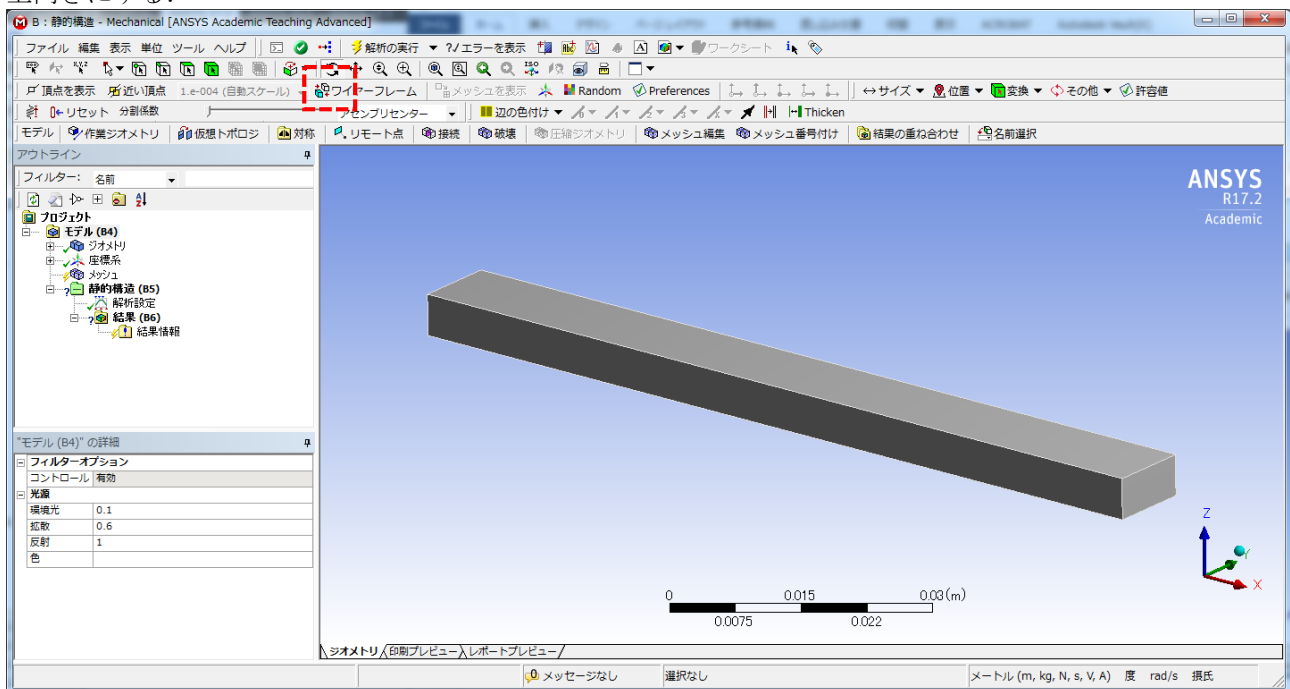 上向きにする.
B : 静的構造 - Mechanical [ANSYS Academic Teaching Advanced]
ファイル 編集 表示 単位 ツール ヘルプ 解析の実行 ?✓エラーを表示 A ワークシート
頂点を表示 近い頂点 1.e-004 (自動スケール) ワイヤーフレーム メッシュを表示 Random Preferences サイズ 位置 変換 その他 許容値
リセット 分割係数 アセンブリセンター 辺の色付け Thicken
モデル 作業ジオメトリ 仮想トポロジ 対称 リモート点 接続 破壊 圧縮ジオメトリ メッシュ編集 メッシュ番号付け 結果の重ね合わせ 名前選択
アウトライン
フィルター: 名前
プロジェクト
モデル (B4)
ジオメトリ
座標系
メッシュ
静的構造 (B5)
解析設定
結果 (B6)
結果情報
"モデル (B4)" の詳細
フィルターオプション
コントロール 有効
光源
環境光 0.1
拡散 0.6
反射 1
色
ANSYS
R17.2
Academic
Z
Y
X
0 0.015 0.03 (m)
0.0075 0.022
ジオメトリ 印刷プレビュー レポートプレビュー
0 メッセージなし 選択なし メートル (m, kg, N, s, V, A) 度 rad/s 摂氏